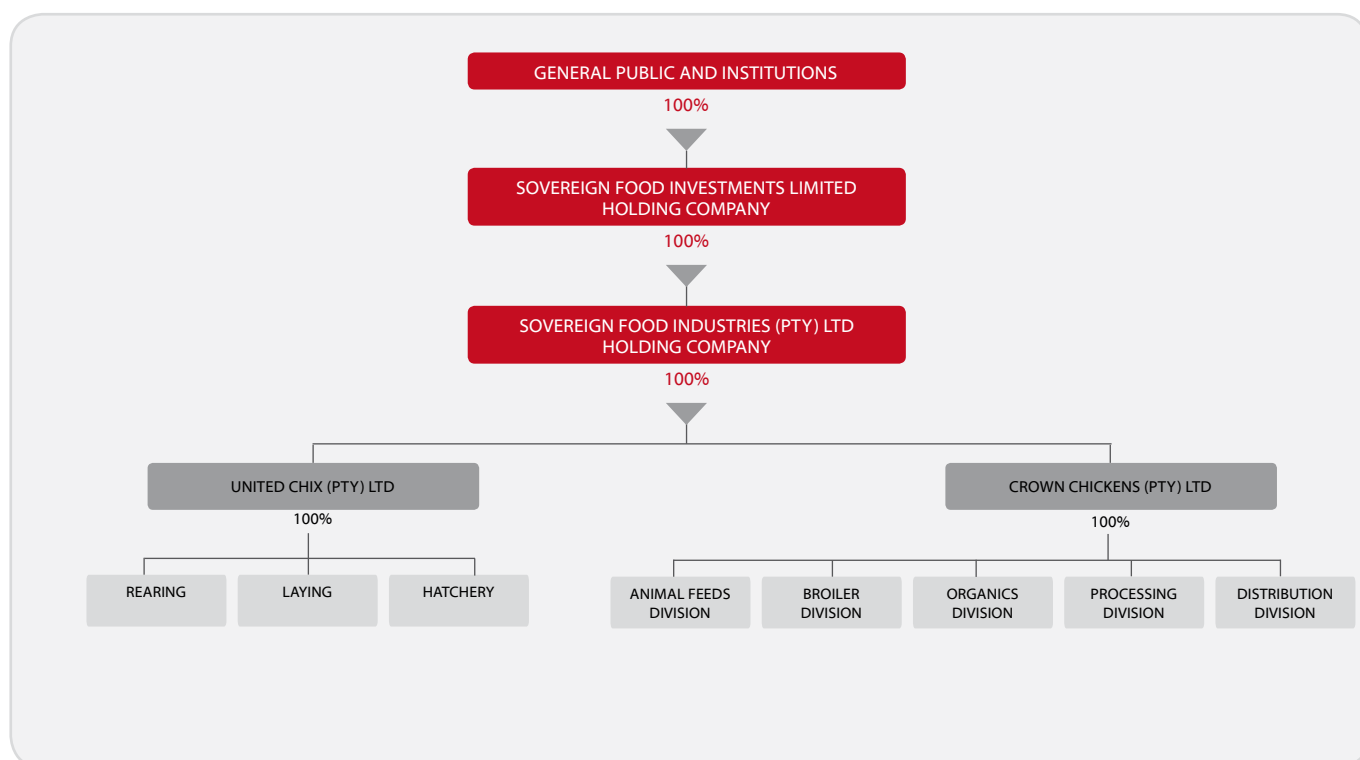 GENERAL PUBLIC AND INSTITUTIONS
100%
SOVEREIGN FOOD INVESTMENTS LIMITED
HOLDING COMPANY
100%
SOVEREIGN FOOD INDUSTRIES (PTY) LTD
HOLDING COMPANY
100%
UNITED CHIX (PTY) LTD
100%
REARING
LAYING
HATCHERY
CROWN CHICKENS (PTY) LTD
100%
ANIMAL FEEDS
DIVISION
BROILER
DIVISION
ORGANICS
DIVISION
PROCESSING
DIVISION
DISTRIBUTION
DIVISION